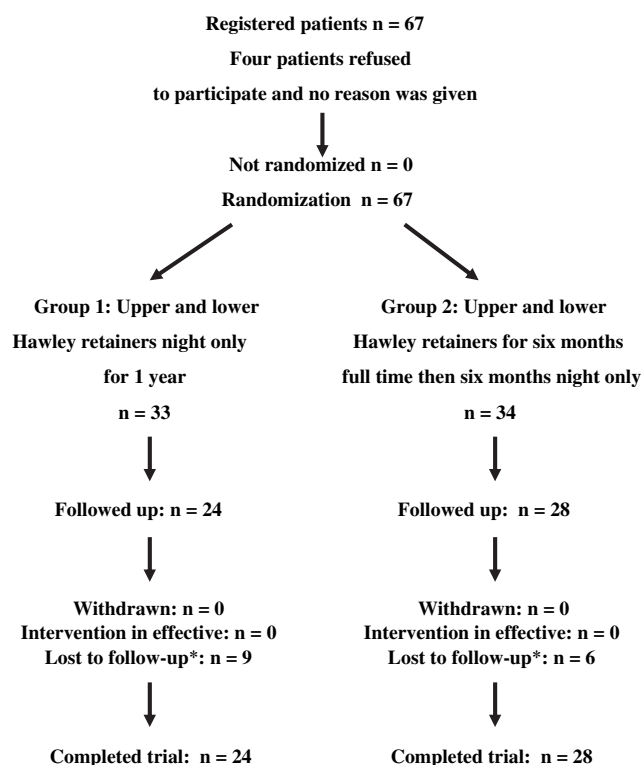 Registered patients n = 67
Four patients refused
to participate and no reason was given
Not randomized n = 0
Randomization n = 67
Group 1: Upper and lower
Hawley retainers night only
for 1 year
n = 33
Group 2: Upper and lower
Hawley retainers for six months
full time then six months night only
n = 34
Followed up: n = 24
Followed up: n = 28
Withdrawn: n = 0
Intervention in effective: n = 0
Lost to follow-up*: n = 9
Withdrawn: n = 0
Intervention in effective: n = 0
Lost to follow-up*: n = 6
Completed trial: n = 24
Completed trial: n = 28